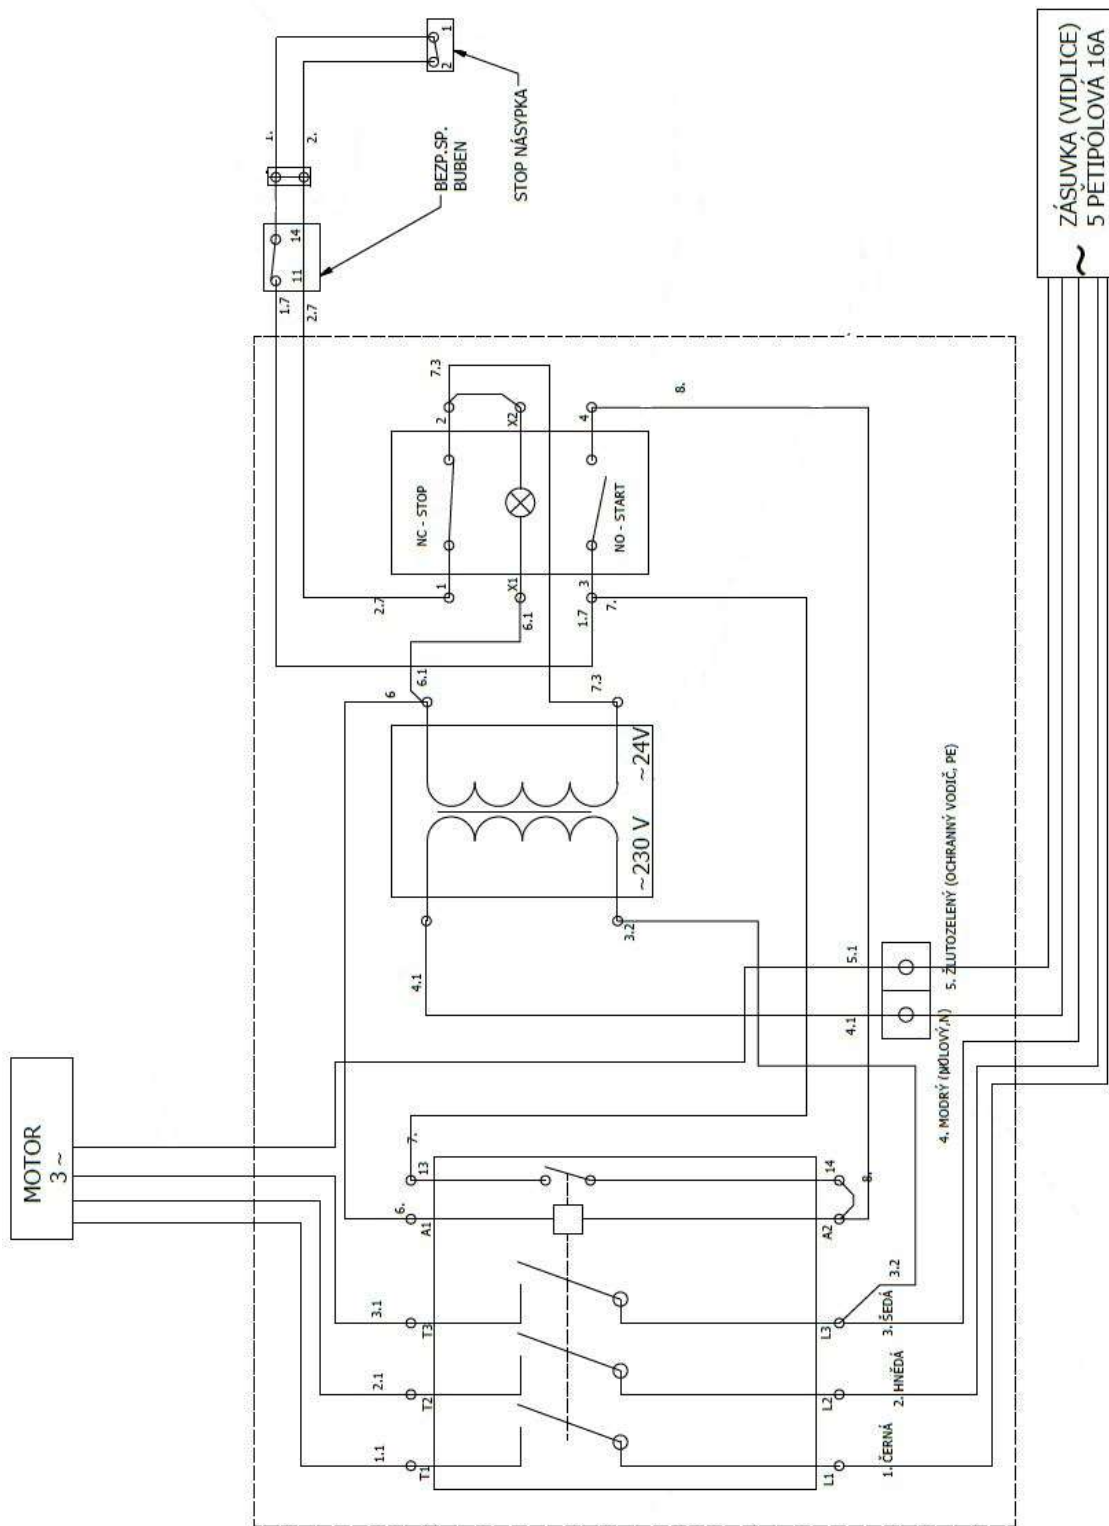 MOTOR
3 ~
ZÁSUVKA (VIDLICE)
~ 5 PĚTIPÓLOVÁ 16A
1
2
STOP NÁSYPKA
1.
2.
BEZP.SP.
BUBEN
14
11
1.7
2.7
7.3
2
X2
4
8.
NC - STOP
NO - START
1
X1
3
2.7
6.1
1.7
7.
6
6.1
7.3
~230 V
~24V
4.1
3.2
4.1
5.1
4. MODRÝ (NULOVÝ,N)
5. ŽLUTOZELENÝ (OCHRANNÝ VODIČ, PE)
7.
13
14
6.
A1
A2
8.
3.1
T3
L3
3.2
3. ŠEDÁ
2.1
T2
L2
2. HNĚDÁ
1.1
T1
L1
1. ČERNÁ